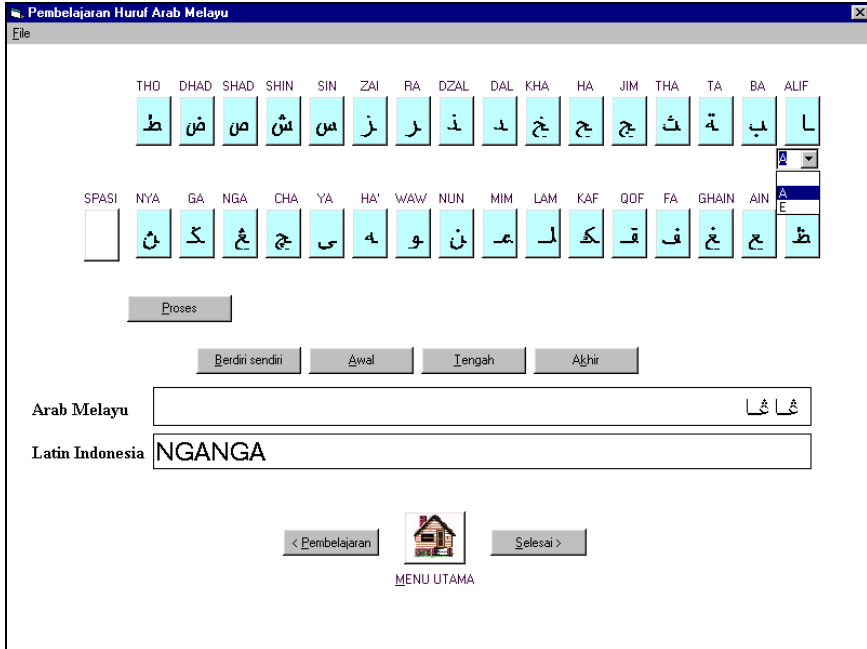 Pembelajaran Huruf Arab Melayu
File
THO DHAD SHAD SHIN SIN ZAI RA DZAL DAL KHA HA JIM THA TA BA ALIF
ط ض ص ش س ز ر ذ د خ ح ج ث ة ب ا
A
A
E
SPASI NYA GA NGA CHA YA HA' WAW NUN MIM LAM KAF QOF FA GHAIN AIN
ث ݢ ڠ چ ى ه و ن م ل ك ق ف غ ع ظ
Proses
Berdiri sendiri Awal Tengah Akhir
Arab Melayu ڠا ڠا
Latin Indonesia NGANGA
< Pembelajaran Selesai >
MENU UTAMA